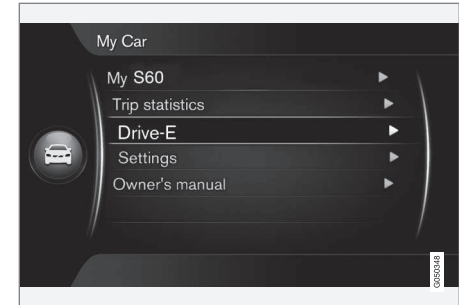 My Car
My S60
Trip statistics
Drive-E
Settings
Owner's manual
G050348